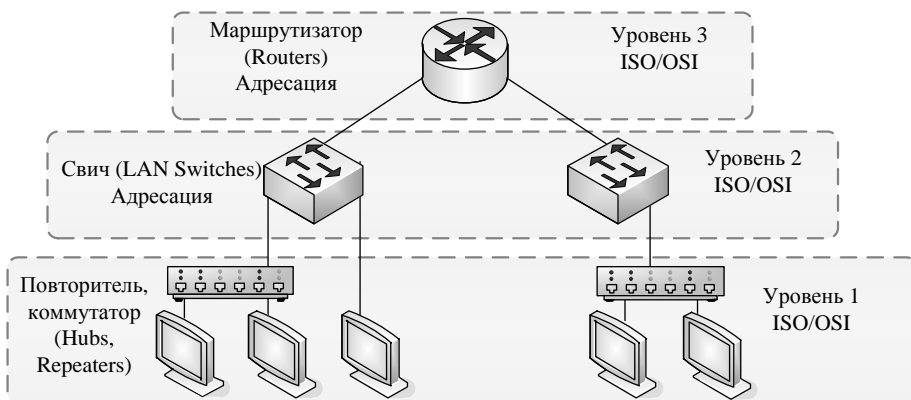 Маршрутизатор
(Routers)
Адресация
Уровень 3
ISO/OSI
Свич (LAN Switches)
Адресация
Уровень 2
ISO/OSI
Повторитель,
коммутатор
(Hubs,
Repeaters)
Уровень 1
ISO/OSI